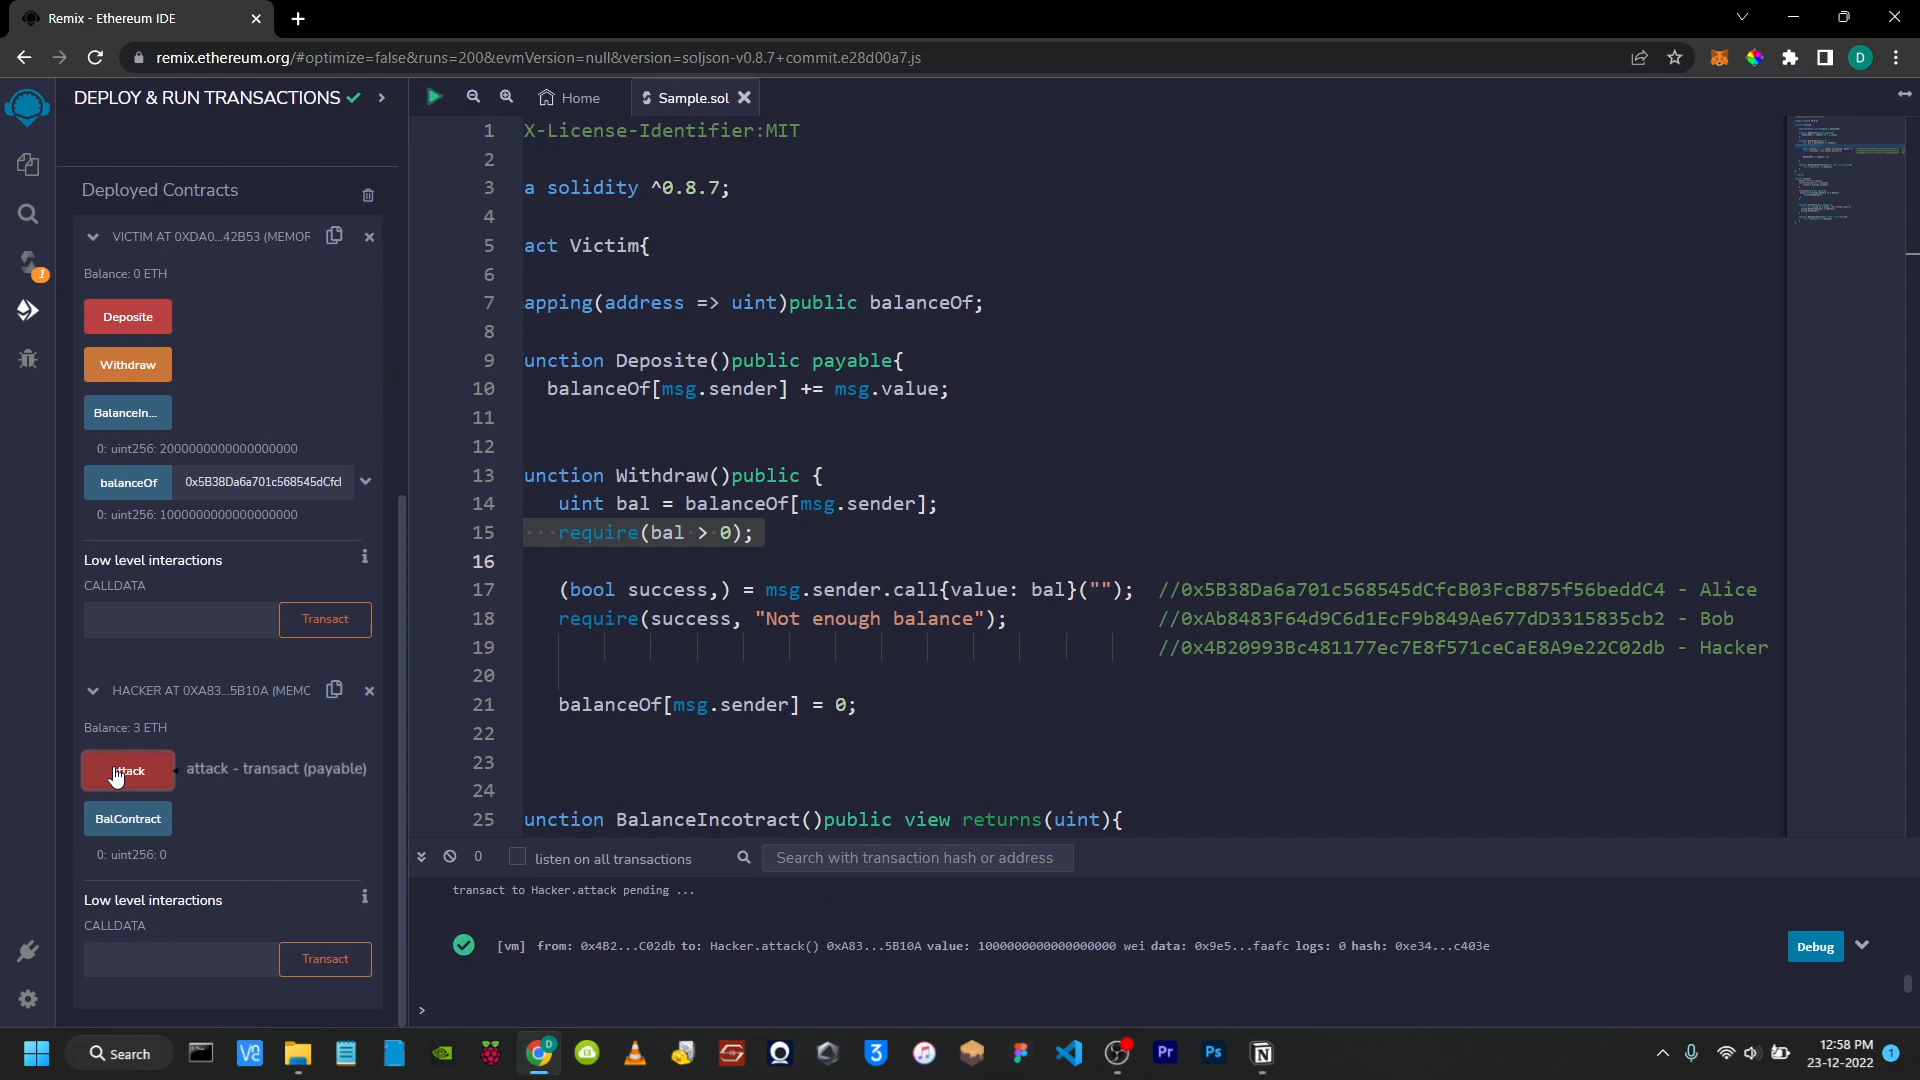 Remix - Ethereum IDE
remix.ethereum.org/#optimize=false&runs=200&evmVersion=null&version=soljson-v0.8.7+commit.e28d00a7.js
D
DEPLOY & RUN TRANSACTIONS
Home
Sample.sol
1
Deployed Contracts
VICTIM AT 0XDA0...42B53 (MEMOR
Balance: 0 ETH
Deposite
Withdraw
BalanceIn...
0: uint256: 2000000000000000000
balanceOf 0x5B38Da6a701c568545dCfcl
0: uint256: 1000000000000000000
Low level interactions
CALLDATA
Transact
HACKER AT 0XA83...5B10A (MEMC
Balance: 3 ETH
attack - transact (payable)
BalContract
0: uint256: 0
Low level interactions
CALLDATA
Transact
1 X-License-Identifier:MIT
2
3 a solidity ^0.8.7;
4
5 act Victim{
6
7 apping(address => uint)public balanceOf;
8
9 unction Deposite()public payable{
10 balanceOf[msg.sender] += msg.value;
11
12
13 unction Withdraw()public {
14 uint bal = balanceOf[msg.sender];
15 ···require(bal·>·0);
16
17 (bool success,) = msg.sender.call{value: bal}(""); //0x5B38Da6a701c568545dCfcB03FcB875f56beddC4 - Alice
18 require(success, "Not enough balance"); //0xAb8483F64d9C6d1EcF9b849Ae677dD3315835cb2 - Bob
19 //0x4B20993Bc481177ec7E8f571ceCaE8A9e22C02db - Hacker
20
21 balanceOf[msg.sender] = 0;
22
23
24
25 unction BalanceIncotract()public view returns(uint){
0 listen on all transactions Search with transaction hash or address
transact to Hacker.attack pending ...
[vm] from: 0x4B2...C02db to: Hacker.attack() 0xA83...5B10A value: 1000000000000000000 wei data: 0x9e5...faafc logs: 0 hash: 0xe34...c403e
Debug
>
Search
Pr
Ps
12:58 PM
23-12-2022
1